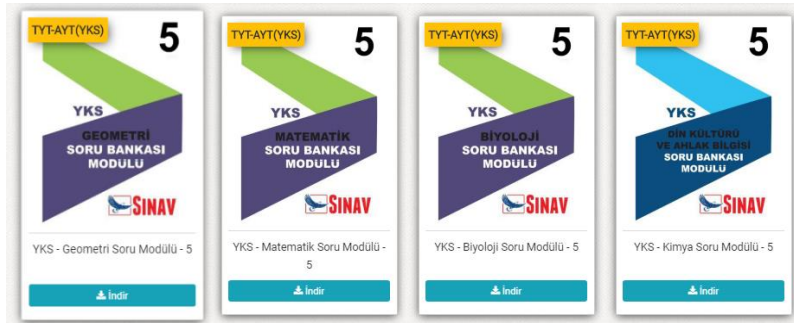 TYT-AYT(YKS)
5
YKS
GEOMETRİ
SORU BANKASI
MODÜLÜ
SINAV
YKS - Geometri Soru Modülü - 5
İndir
TYT-AYT(YKS)
5
YKS
MATEMATİK
SORU BANKASI
MODÜLÜ
SINAV
YKS - Matematik Soru Modülü -
5
İndir
TYT-AYT(YKS)
5
YKS
BİYOLOJİ
SORU BANKASI
MODÜLÜ
SINAV
YKS - Biyoloji Soru Modülü - 5
İndir
TYT-AYT(YKS)
5
YKS
DİN KÜLTÜRÜ
VE AHLAK BİLGİSİ
SORU BANKASI
MODÜLÜ
SINAV
YKS - Kimya Soru Modülü - 5
İndir